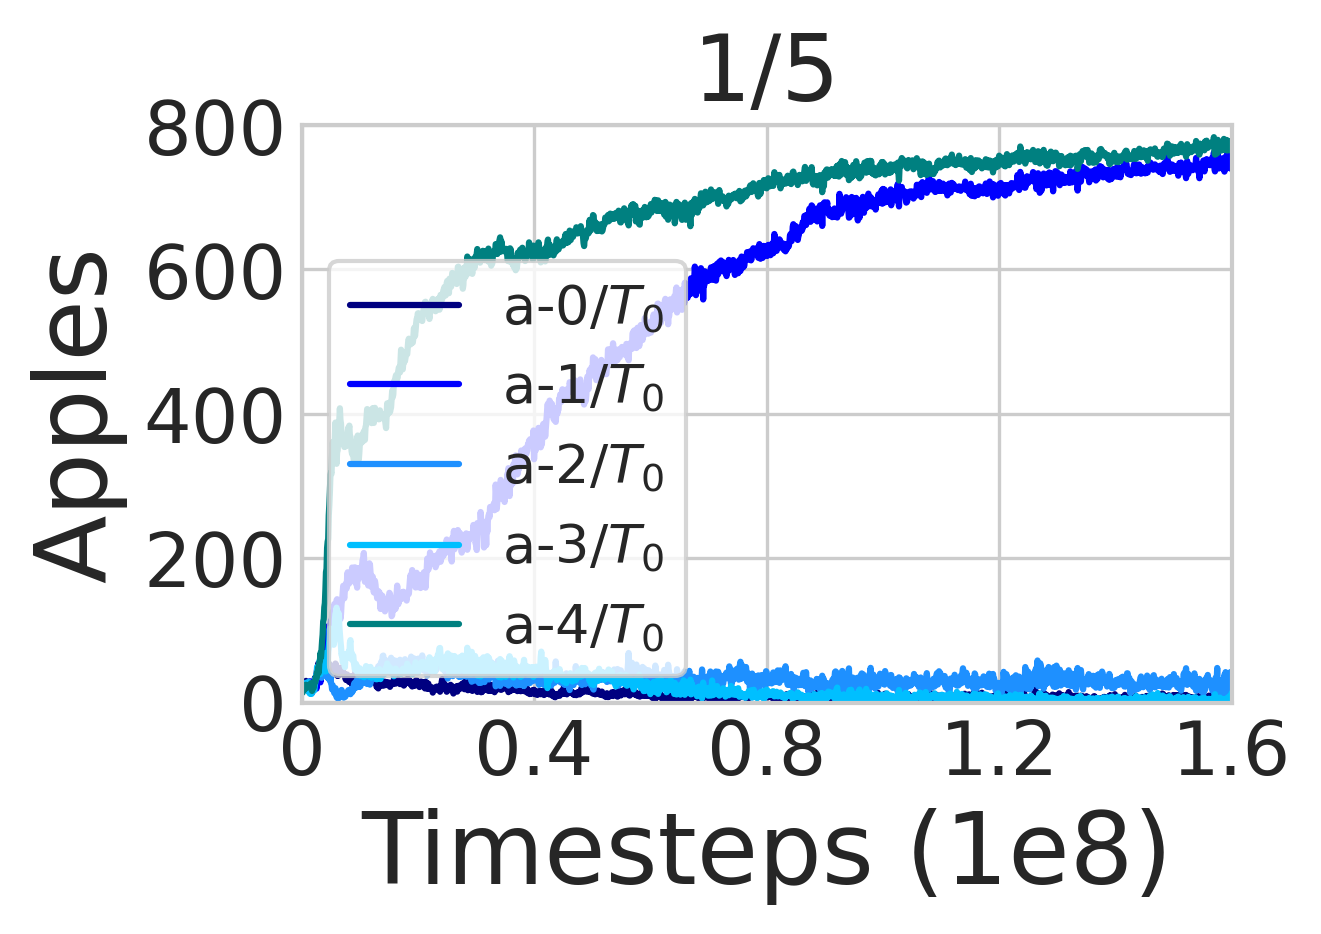 1/5
Apples
800
600
400
200
0
a-0/T₀
a-1/T₀
a-2/T₀
a-3/T₀
a-4/T₀
0 0.4 0.8 1.2 1.6
Timesteps (1e8)